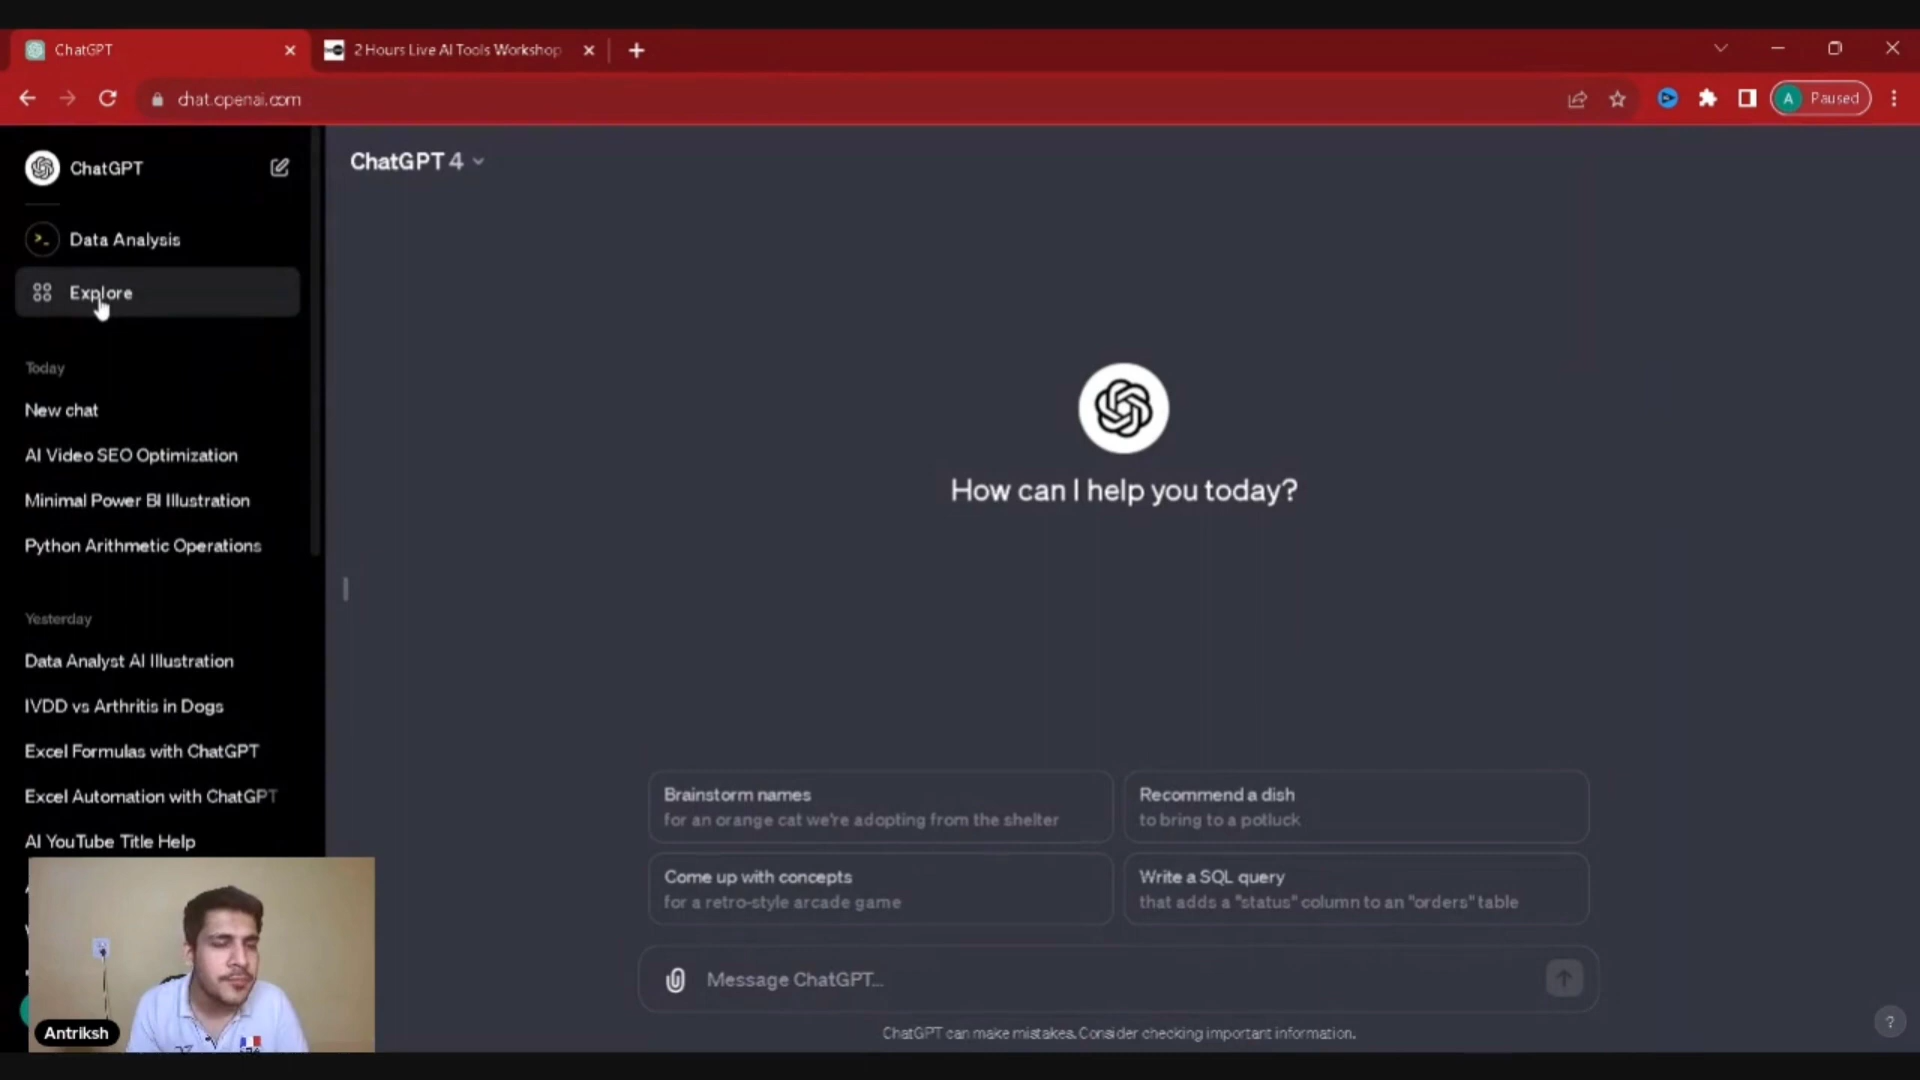 ChatGPT
2 Hours Live AI Tools Workshop
chat.openai.com
A
Paused
ChatGPT
ChatGPT 4
Data Analysis
Explore
Today
New chat
AI Video SEO Optimization
Minimal Power BI Illustration
Python Arithmetic Operations
Yesterday
Data Analyst AI Illustration
IVDD vs Arthritis in Dogs
Excel Formulas with ChatGPT
Excel Automation with ChatGPT
AI YouTube Title Help
How can I help you today?
Brainstorm names
for an orange cat we're adopting from the shelter
Recommend a dish
to bring to a potluck
Come up with concepts
for a retro-style arcade game
Write a SQL query
that adds a "status" column to an "orders" table
Message ChatGPT...
ChatGPT can make mistakes. Consider checking important information.
?
Antriksh